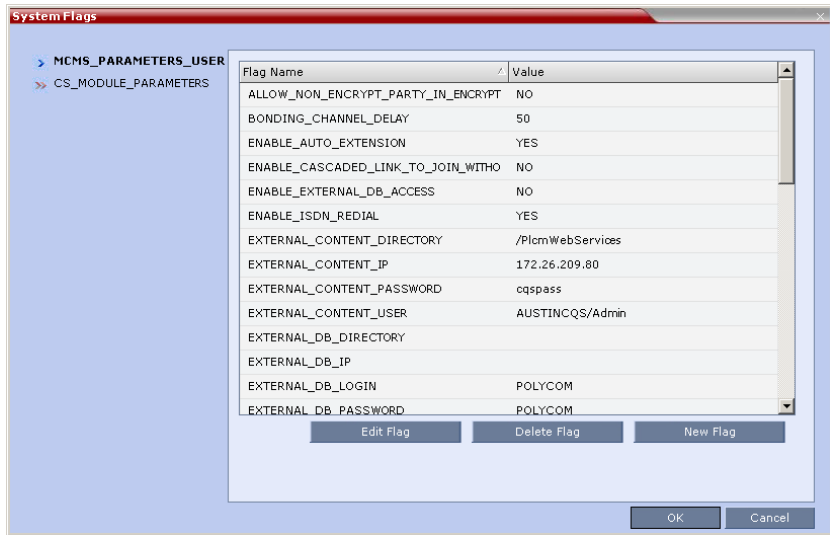 System Flags
MCMS_PARAMETERS_USER
CS_MODULE_PARAMETERS
Flag Name Value
ALLOW_NON_ENCRYPT_PARTY_IN_ENCRYPT NO
BONDING_CHANNEL_DELAY 50
ENABLE_AUTO_EXTENSION YES
ENABLE_CASCADED_LINK_TO_JOIN_WITHO NO
ENABLE_EXTERNAL_DB_ACCESS NO
ENABLE_ISDN_REDIAL YES
EXTERNAL_CONTENT_DIRECTORY /PlcmWebServices
EXTERNAL_CONTENT_IP 172.26.209.80
EXTERNAL_CONTENT_PASSWORD cqspass
EXTERNAL_CONTENT_USER AUSTINCQS/Admin
EXTERNAL_DB_DIRECTORY
EXTERNAL_DB_IP
EXTERNAL_DB_LOGIN POLYCOM
EXTERNAL_DB_PASSWORD POLYCOM
Edit Flag Delete Flag New Flag
OK Cancel